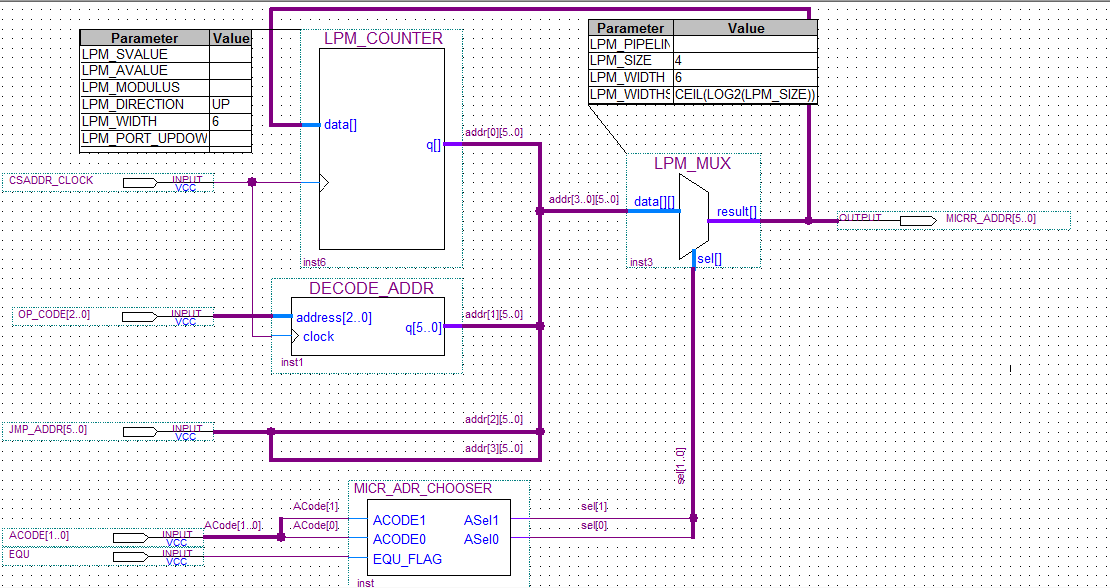 Parameter Value
LPM_SVALUE
LPM_AVALUE
LPM_MODULUS
LPM_DIRECTION UP
LPM_WIDTH 6
LPM_PORT_UPDOW
LPM_COUNTER
data[]
q[]
inst6
addr[0][5..0]
CSADDR_CLOCK
INPUT
VCC
Parameter Value
LPM_PIPELIN
LPM_SIZE 4
LPM_WIDTH 6
LPM_WIDTHS CEIL(LOG2(LPM_SIZE))
LPM_MUX
addr[3..0][5..0]
data[][]
result[]
sel[]
inst3
OUTPUT
MICRR_ADDR[5..0]
DECODE_ADDR
address[2..0]
q[5..0]
clock
inst1
addr[1][5..0]
OP_CODE[2..0]
INPUT
VCC
JMP_ADDR[5..0]
INPUT
VCC
addr[2][5..0]
addr[3][5..0]
sel[1..0]
MICR_ADR_CHOOSER
ACODE1 ASel1
ACODE0 ASel0
EQU_FLAG
inst
ACode[1]
ACode[1..0] ACode[0]
sel[1]
sel[0]
ACODE[1..0]
INPUT
VCC
EQU
INPUT
VCC